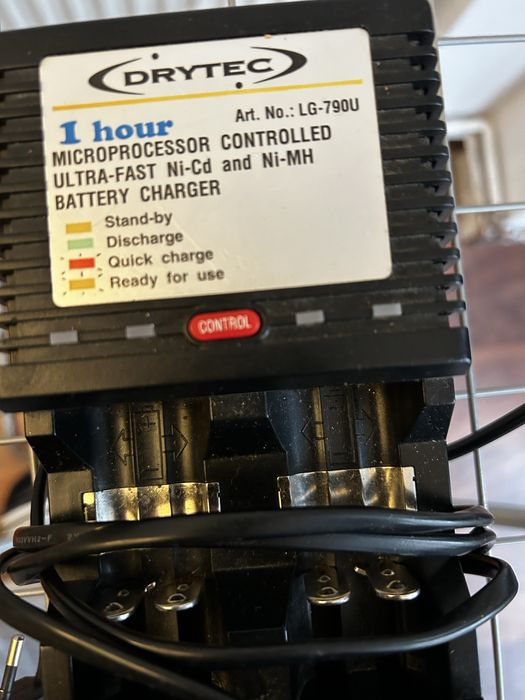 DRYTEC
Art. No.: LG-790U
1 hour
MICROPROCESSOR CONTROLLED
ULTRA-FAST Ni-Cd and Ni-MH
BATTERY CHARGER
Stand-by
Discharge
Quick charge
Ready for use
CONTROL